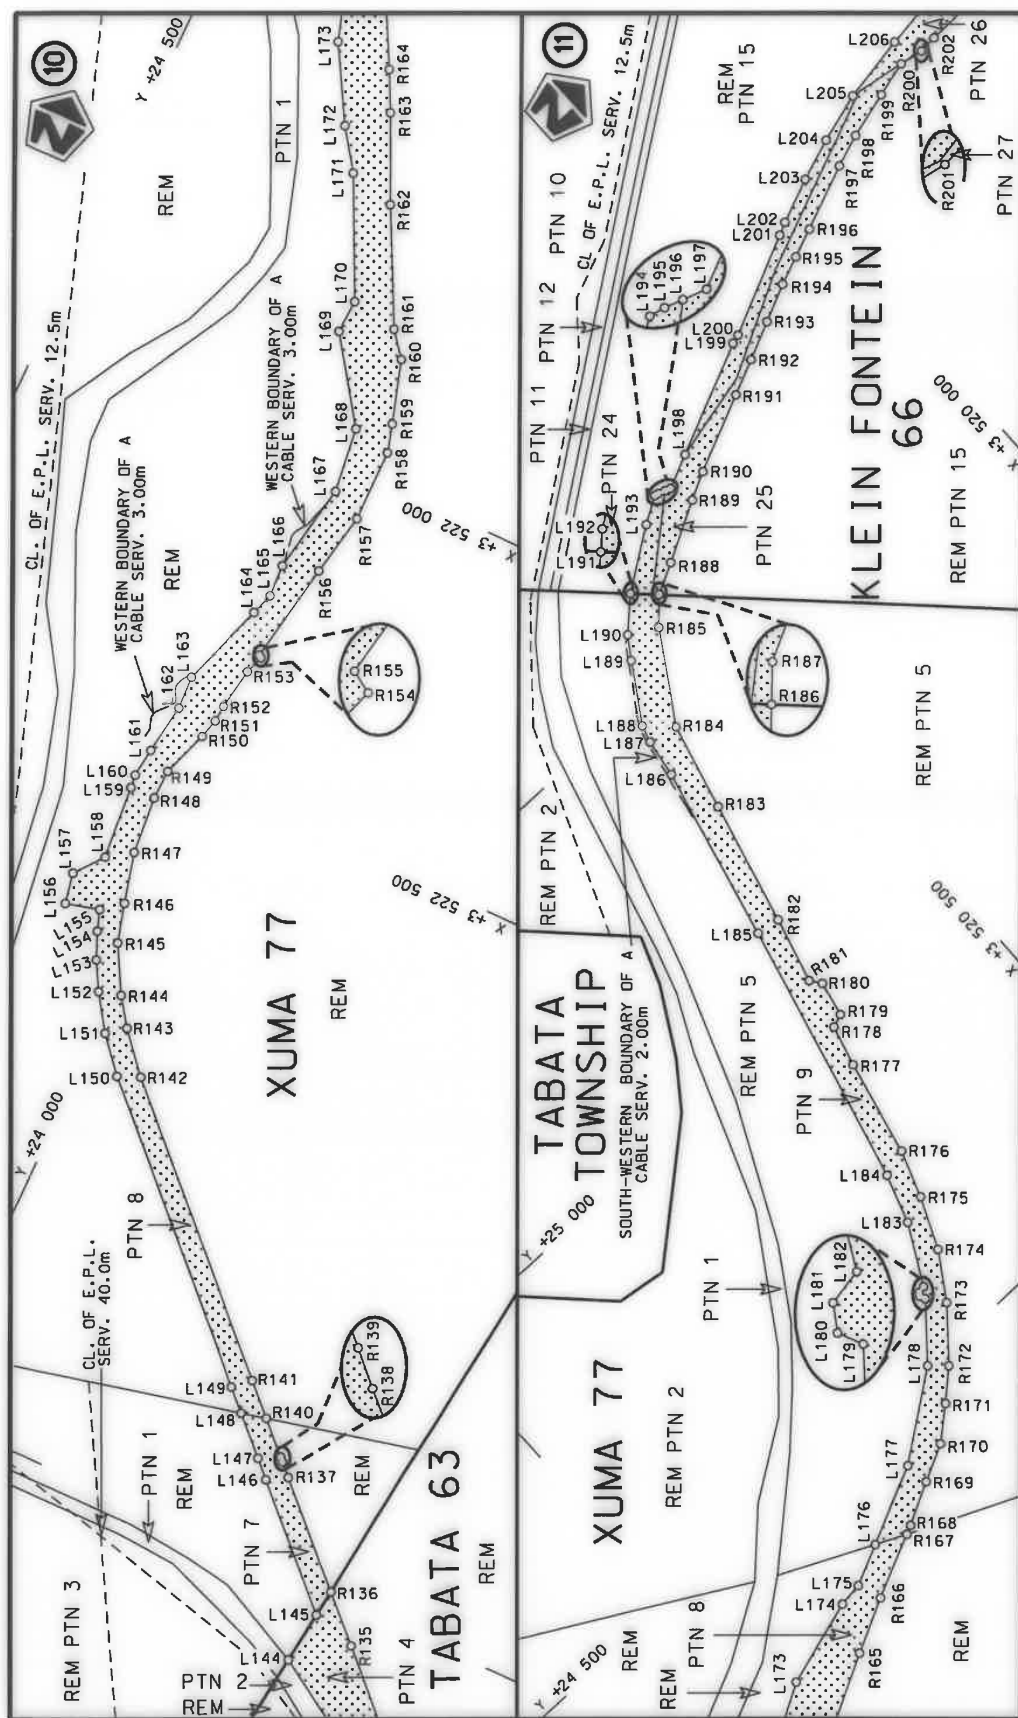 10
Y +24 500
CL. OF E.P.L. SERV. 12.5m
REM
PTN 1
L173
L172
L171
L170
L169
L168
L167
L166
L165
L164
L163
L162
L161
L160
L159
L158
L157
L156
L155
L154
L153
L152
L151
L150
L149
L148
L147
L146
L145
L144
R164
R163
R162
R161
R160
R159
R158
R157
R156
R155
R154
R153
R152
R151
R150
R149
R148
R147
R146
R145
R144
R143
R142
R141
R140
R139
R138
R137
R136
R135
WESTERN BOUNDARY OF A
CABLE SERV. 3.00m
WESTERN BOUNDARY OF A
CABLE SERV. 3.00m
REM
X +3 522 000
X +3 522 500
XUMA 77
REM
Y +24 000
PTN 8
CL. OF E.P.L.
SERV. 40.0m
PTN 1
REM
REM
PTN 7
REM PTN 3
PTN 2
REM
PTN 4
TABATA 63
REM
11
CL OF E.P.L. SERV. 12.5m
REM
PTN 15
PTN 26
PTN 27
PTN 10
PTN 12
PTN 11
PTN 24
PTN 25
L206
L205
L204
L203
L202
L201
L200
L199
L198
L197
L196
L195
L194
L193
L192
L191
L190
L189
L188
L187
L186
L185
L184
L183
L182
L181
L180
L179
L178
L177
L176
L175
L174
L173
R202
R201
R200
R199
R198
R197
R196
R195
R194
R193
R192
R191
R190
R189
R188
R187
R186
R185
R184
R183
R182
R181
R180
R179
R178
R177
R176
R175
R174
R173
R172
R171
R170
R169
R168
R167
R166
R165
KLEIN FONTEIN
66
X +3 520 000
REM PTN 15
REM PTN 5
X +3 520 500
REM PTN 2
TABATA
TOWNSHIP
SOUTH-WESTERN BOUNDARY OF A
CABLE SERV. 2.00m
REM PTN 5
PTN 9
Y +25 000
PTN 1
XUMA 77
REM PTN 2
Y +24 500
REM
REM
PTN 8
REM